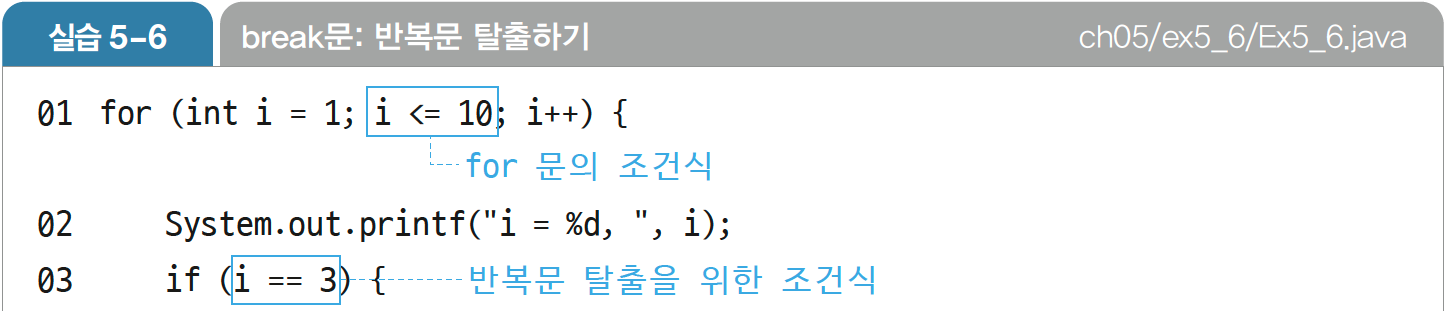 실습 5-6 break문: 반복문 탈출하기 ch05/ex5_6/Ex5_6.java
01 for (int i = 1; i <= 10; i++) {
for 문의 조건식
02 System.out.printf("i = %d, ", i);
03 if (i == 3) { 반복문 탈출을 위한 조건식